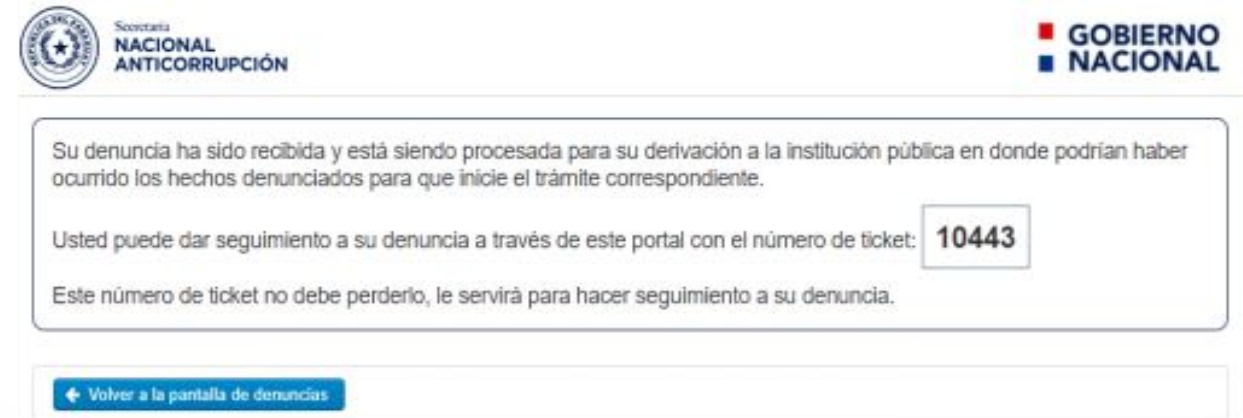 Secretaría
NACIONAL
ANTICORRUPCIÓN
GOBIERNO
NACIONAL
Su denuncia ha sido recibida y está siendo procesada para su derivación a la institución pública en donde podrían haber
ocurrido los hechos denunciados para que inicie el trámite correspondiente.
Usted puede dar seguimiento a su denuncia a través de este portal con el número de ticket: 10443
Este número de ticket no debe perderlo, le servirá para hacer seguimiento a su denuncia.
Volver a la pantalla de denuncias